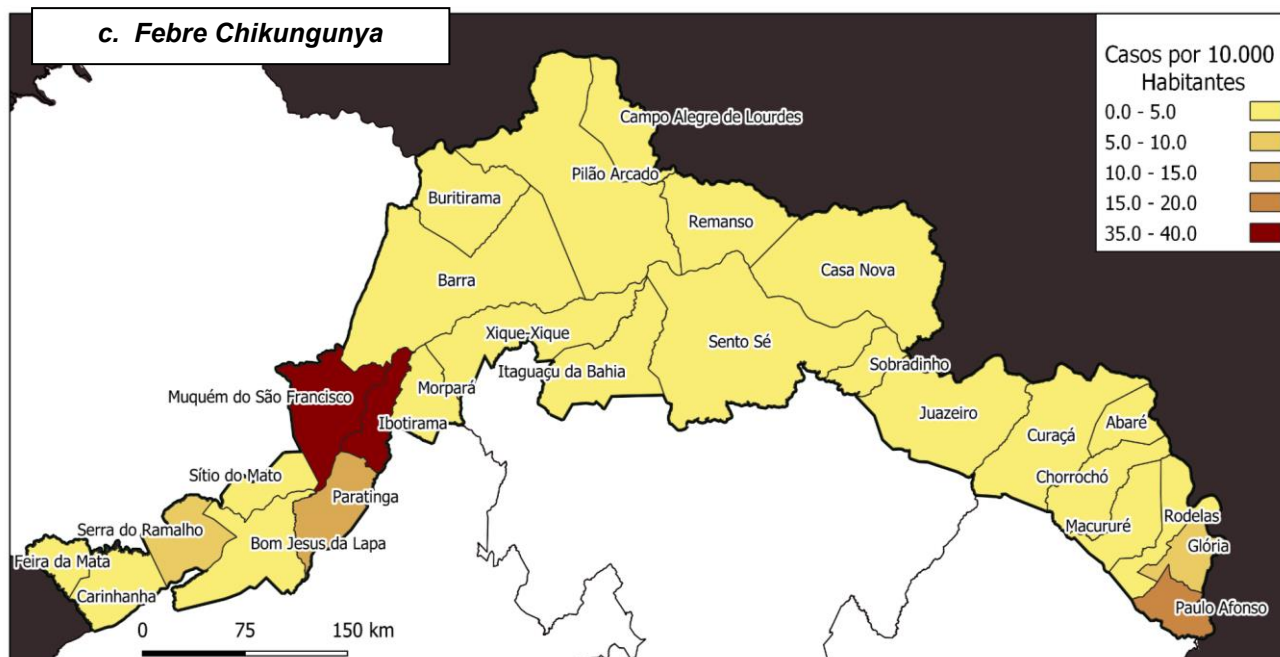 c. Febre Chikungunya
Casos por 10.000
Habitantes
0.0 - 5.0
5.0 - 10.0
10.0 - 15.0
15.0 - 20.0
35.0 - 40.0
Campo Alegre de Lourdes
Pilão Arcado
Buritirama
Remanso
Barra
Casa Nova
Xique-Xique
Sento Sé
Itaguaçu da Bahia
Sobradinho
Morpará
Muquém do São Francisco
Ibotirama
Juazeiro
Abaré
Curaçá
Sítio do Mato
Chorrochó
Paratinga
Rodelas
Macururé
Serra do Ramalho
Bom Jesus da Lapa
Glória
Feira da Mata
Carinhanha
Paulo Afonso
0 75 150 km